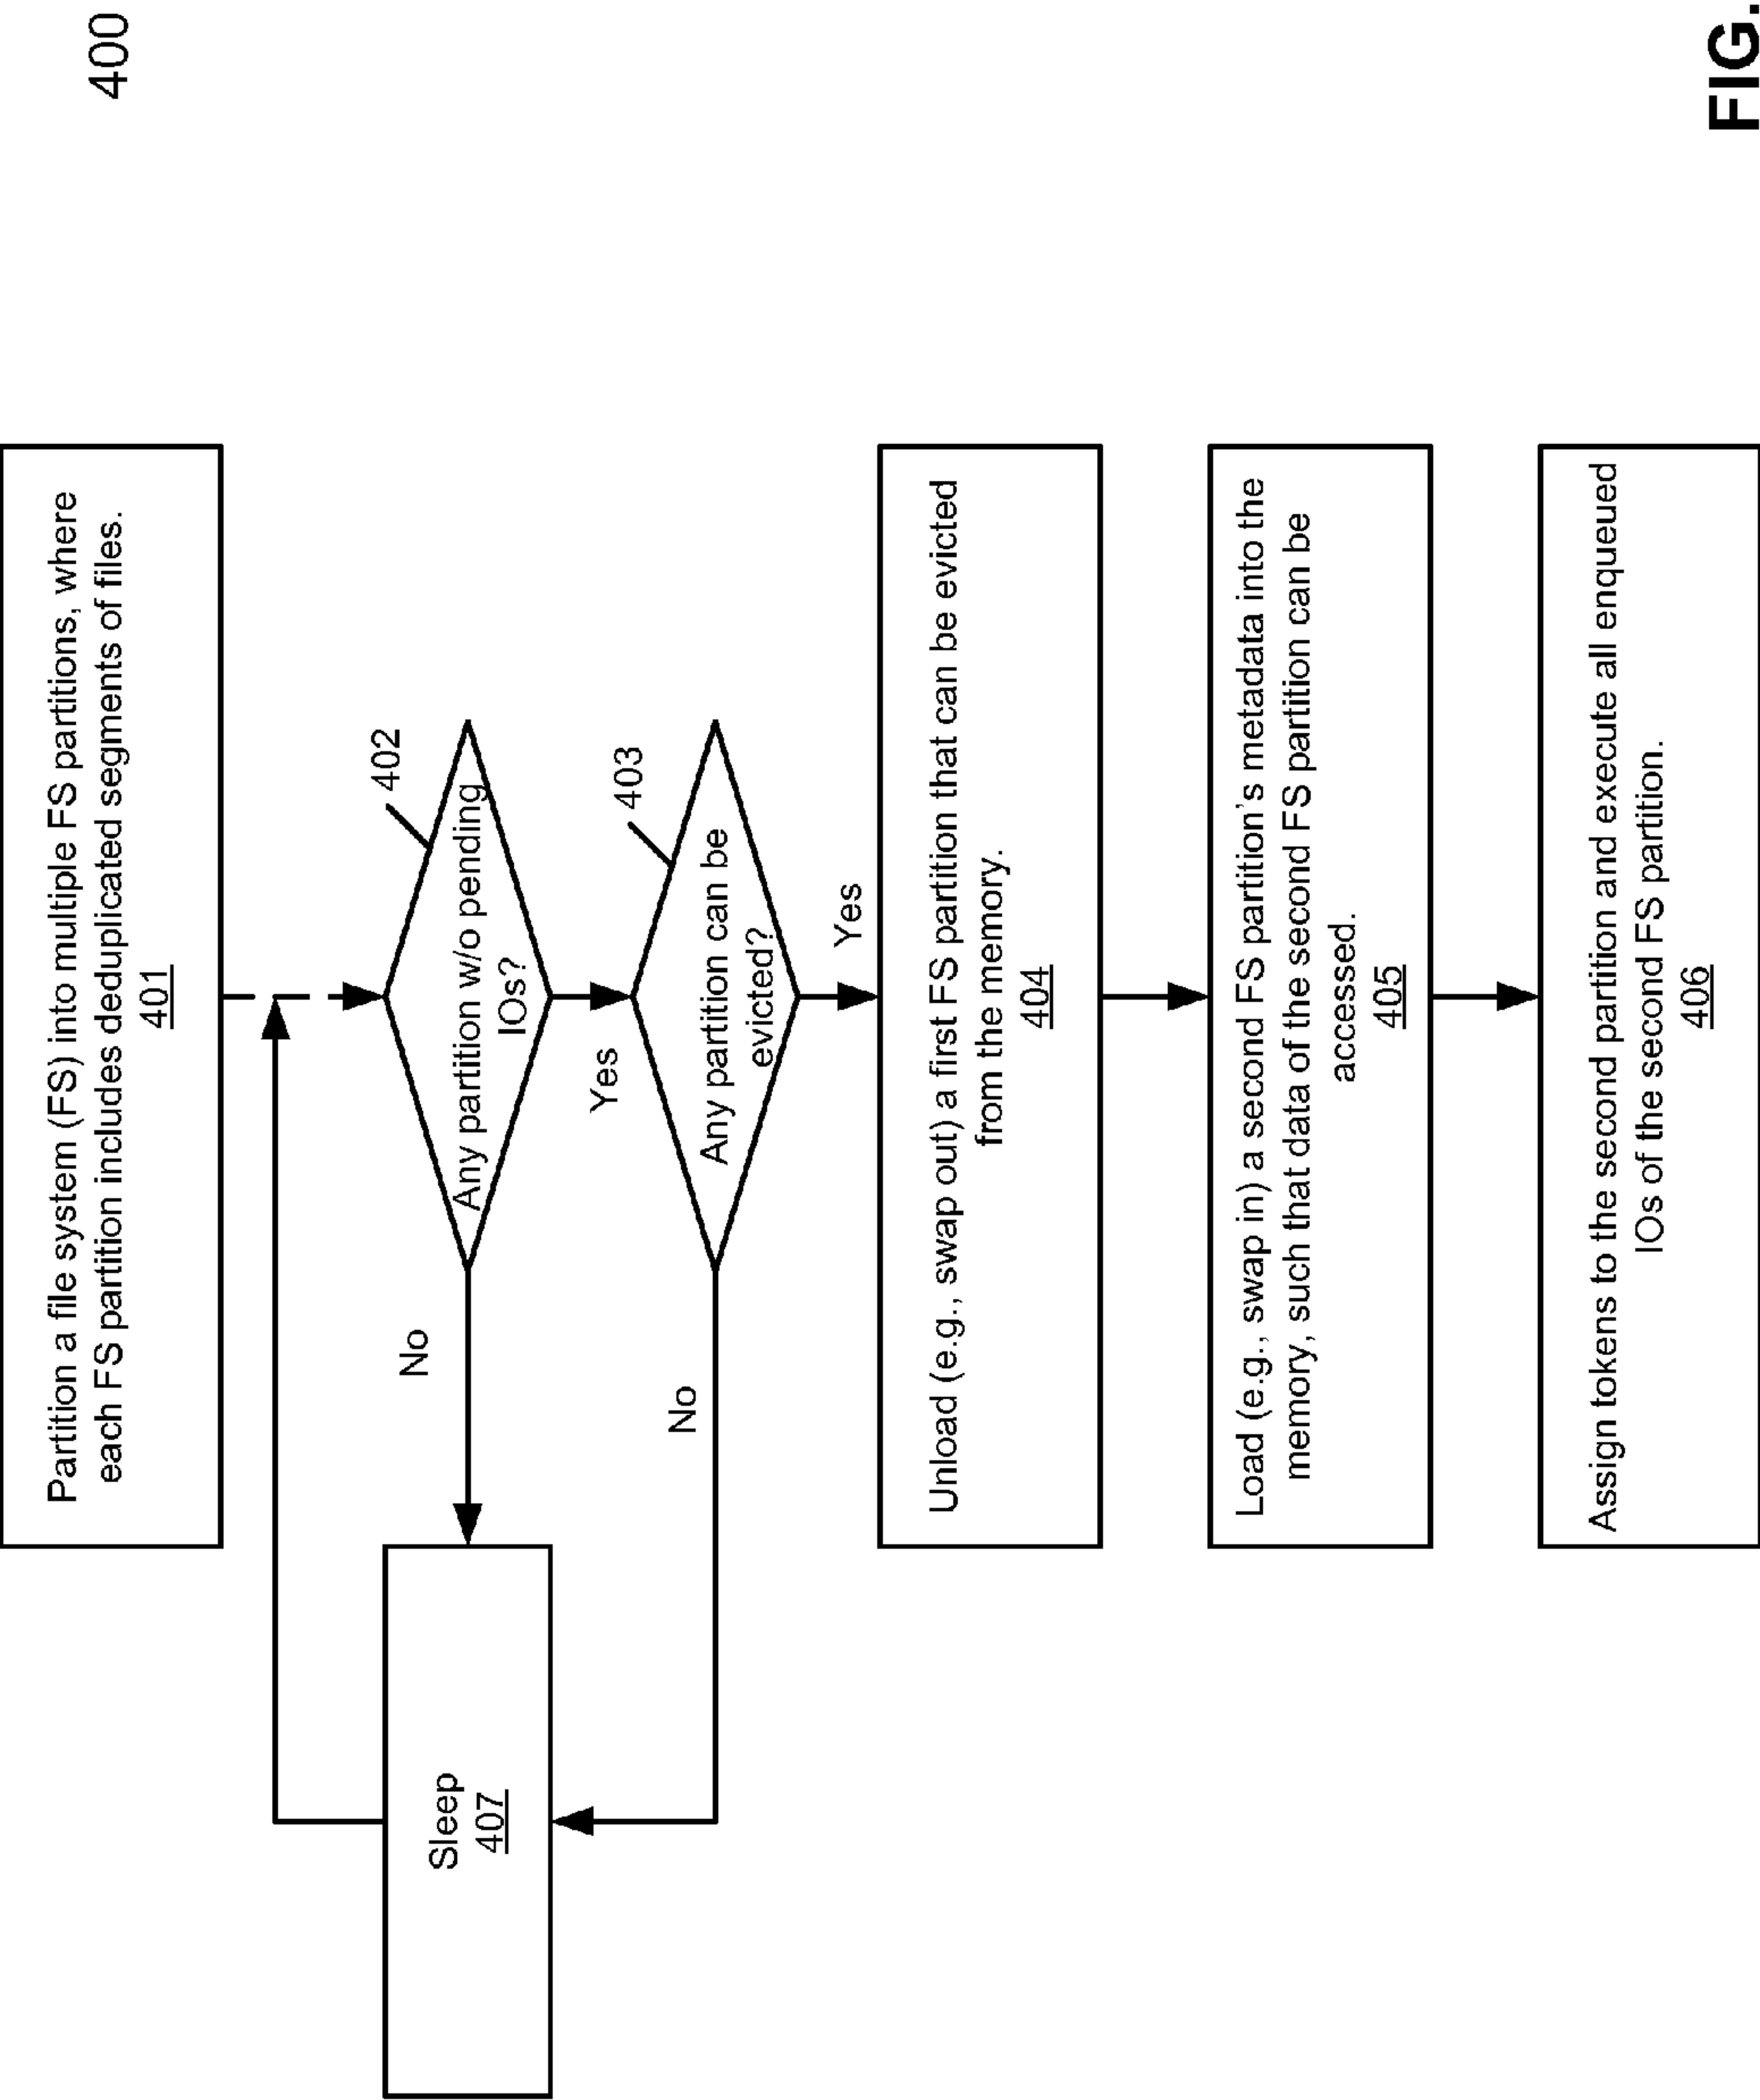 Partition a file system (FS) into multiple FS partitions, where
each FS partition includes deduplicated segments of files.
401
400
402
Any partition w/o pending
IOs?
No
Yes
Sleep
407
403
Any partition can be
evicted?
No
Yes
Unload (e.g., swap out) a first FS partition that can be evicted
from the memory.
404
Load (e.g., swap in) a second FS partition's metadata into the
memory, such that data of the second FS partition can be
accessed.
405
Assign tokens to the second partition and execute all enqueued
IOs of the second FS partition.
406
FIG.